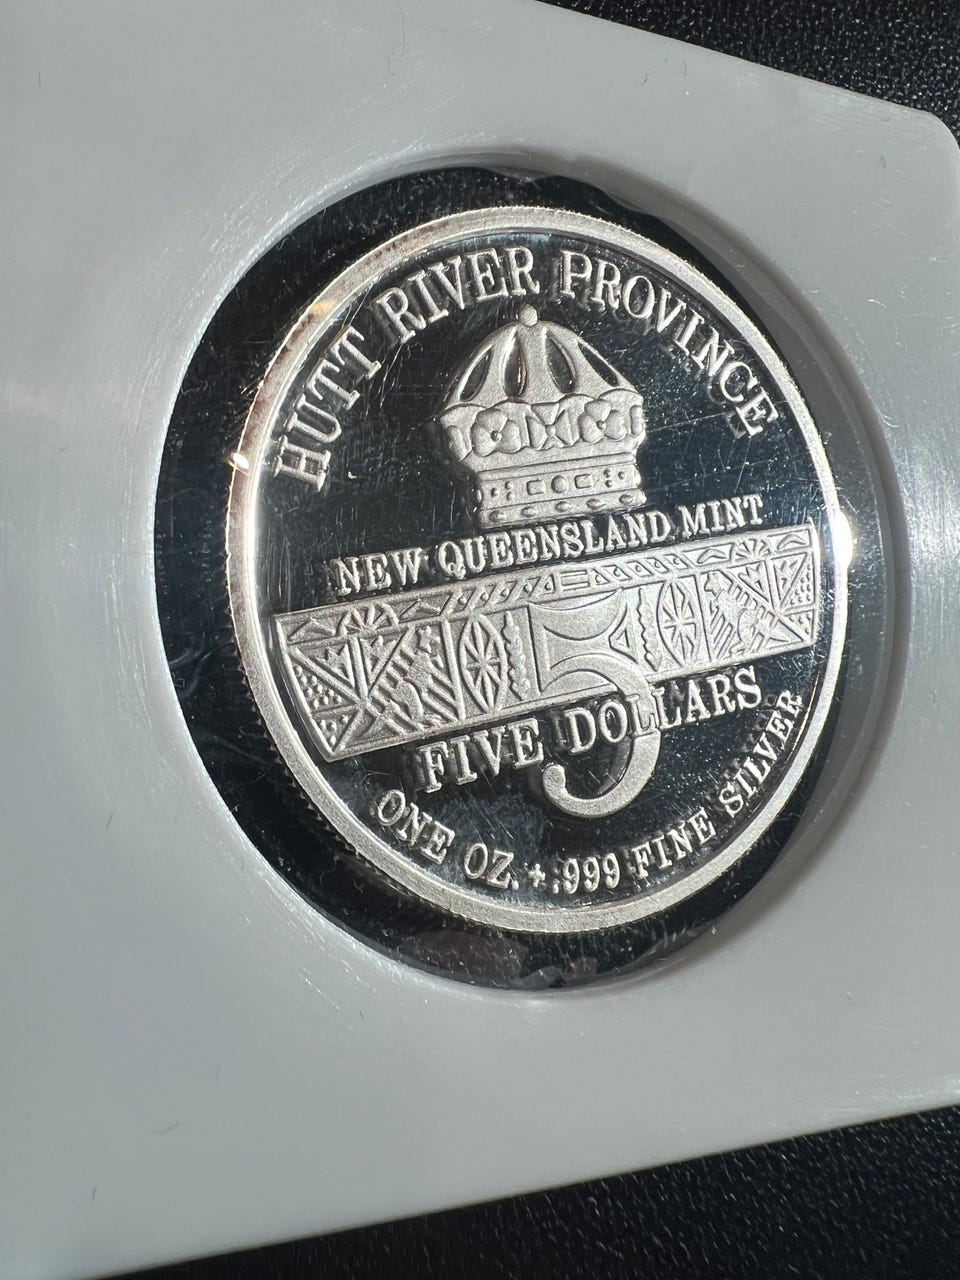 HUTT RIVER PROVINCE
NEW QUEENSLAND MINT
5
FIVE DOLLARS
ONE OZ. + .999 FINE SILVER